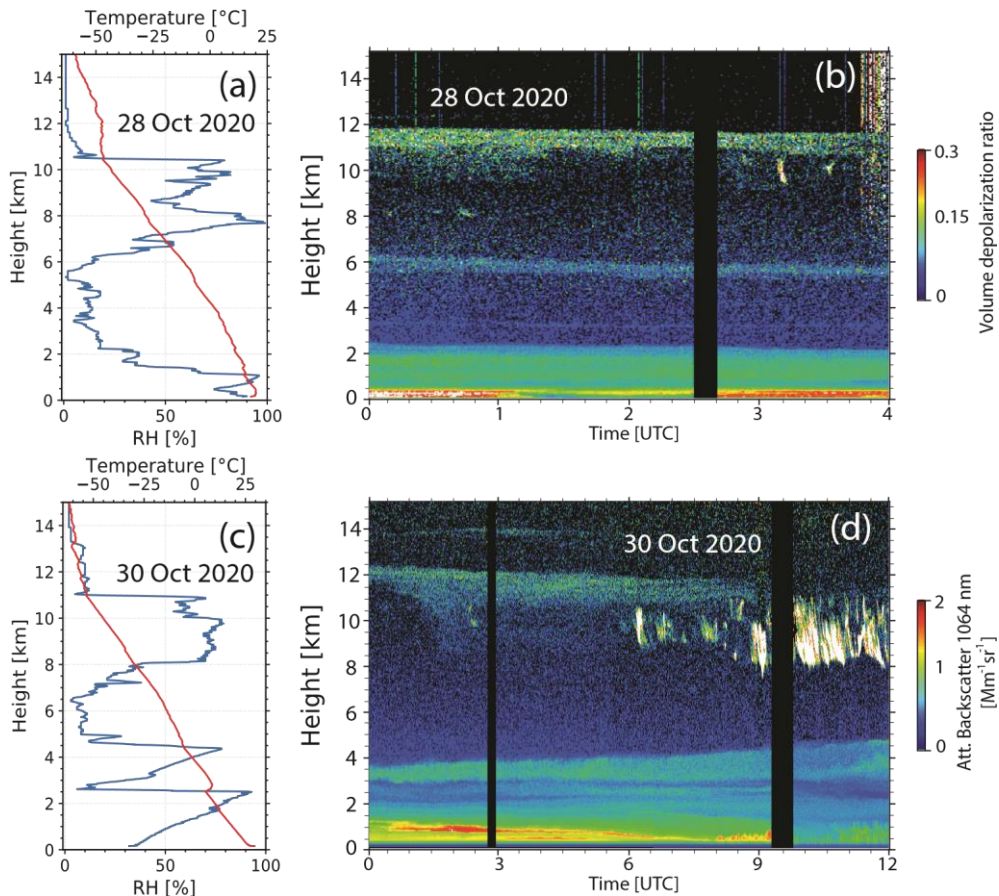 Temperature [°C]
−50 −25 0 25
(a)
28 Oct 2020
Height [km]
14
12
10
8
6
4
2
0
0 50 100
RH [%]
(b)
28 Oct 2020
Height [km]
14
12
10
8
6
4
2
0
0 1 2 3 4
Time [UTC]
0.3
0.15
0
Volume depolarization ratio
Temperature [°C]
−50 −25 0 25
(c)
30 Oct 2020
Height [km]
14
12
10
8
6
4
2
0
0 50 100
RH [%]
(d)
30 Oct 2020
Height [km]
14
12
10
8
6
4
2
0
0 3 6 9 12
Time [UTC]
2
1
0
Att. Backscatter 1064 nm
[Mm⁻¹sr⁻¹]